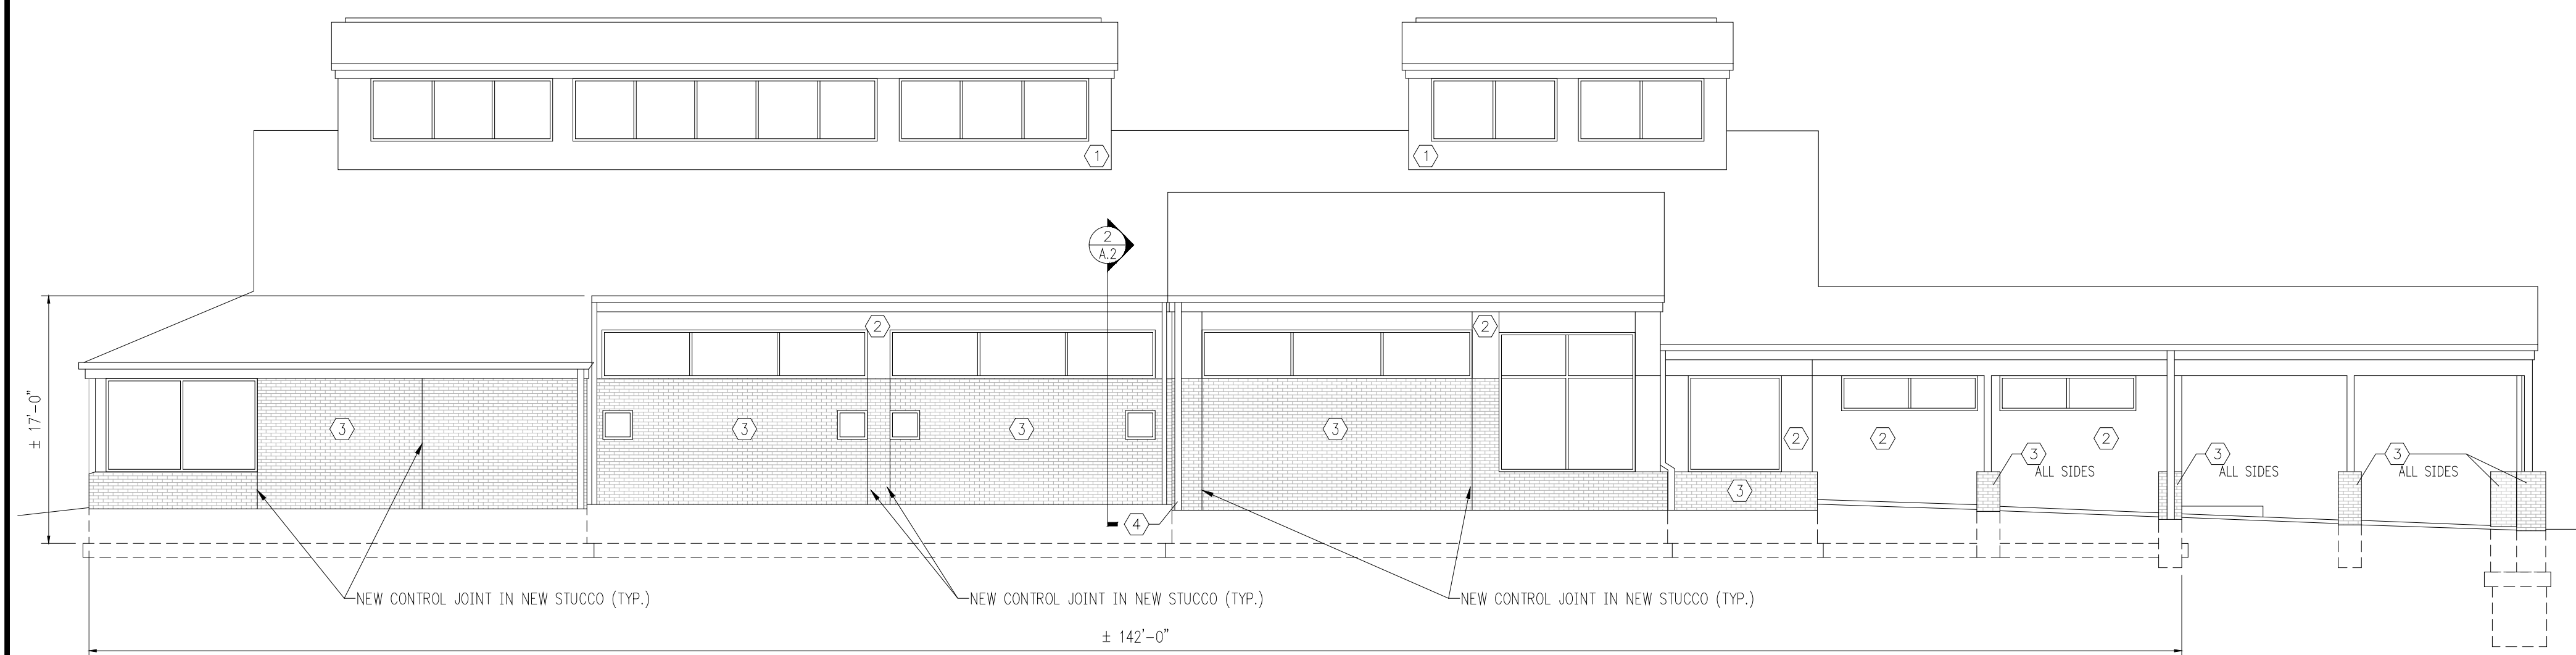 1
1
2
A.2
± 17'-0"
2
2
3
3
3
3
2
2
2
3
ALL SIDES
3
ALL SIDES
3
ALL SIDES
3
4
NEW CONTROL JOINT IN NEW STUCCO (TYP.)
NEW CONTROL JOINT IN NEW STUCCO (TYP.)
NEW CONTROL JOINT IN NEW STUCCO (TYP.)
± 142'-0"